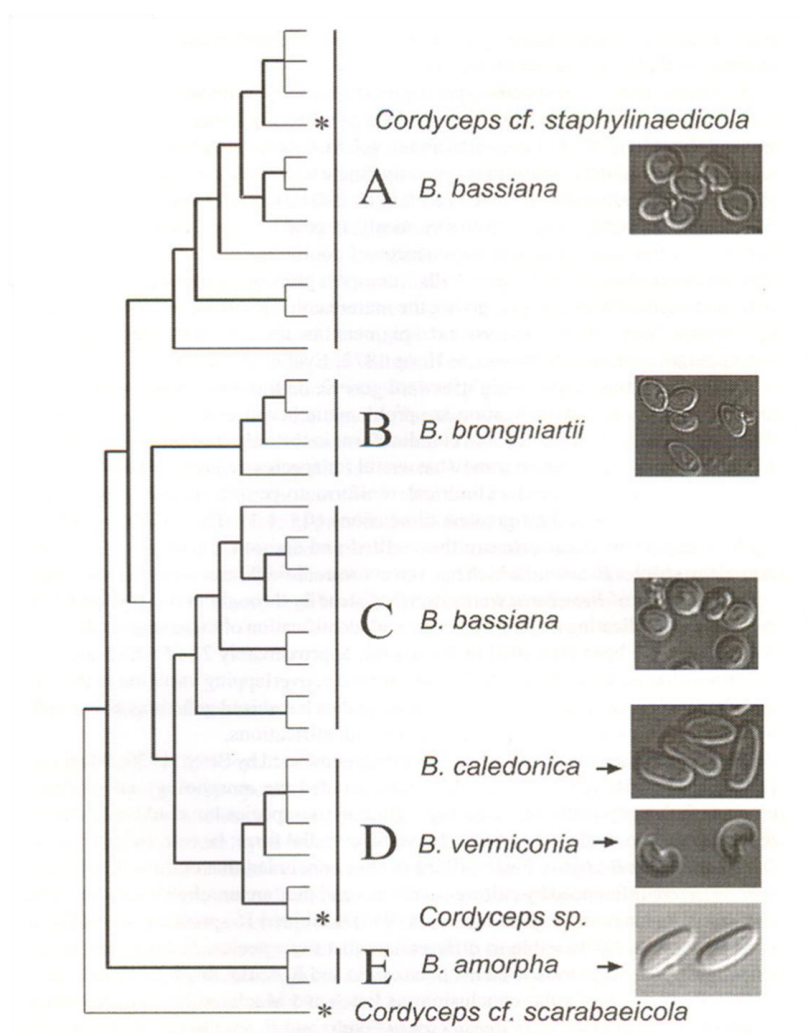 * Cordyceps cf. staphylinaedicola
A B. bassiana
B B. brongniartii
C B. bassiana
B. caledonica
D B. vermiconia
* Cordyceps sp.
E B. amorpha
* Cordyceps cf. scarabaeicola